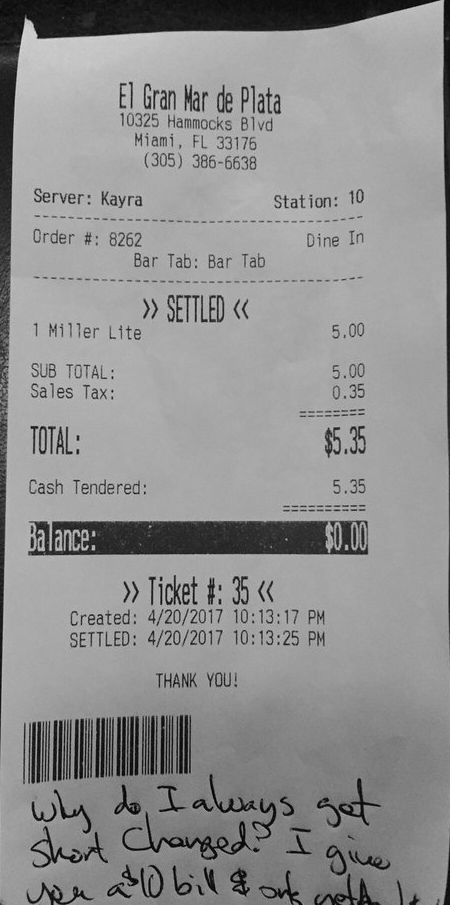 El Gran Mar de Plata
10325 Hammocks Blvd
Miami, FL 33176
(305) 386-6638
Server: Kayra Station: 10
Order #: 8262 Dine In
Bar Tab: Bar Tab
>> SETTLED <<
1 Miller Lite 5.00
SUB TOTAL: 5.00
Sales Tax: 0.35
========
TOTAL: $5.35
Cash Tendered: 5.35
==========
Balance: $0.00
>> Ticket #: 35 <<
Created: 4/20/2017 10:13:17 PM
SETTLED: 4/20/2017 10:13:25 PM
THANK YOU!
Why do I always get
Short Changed? I give
you a $10 bill &